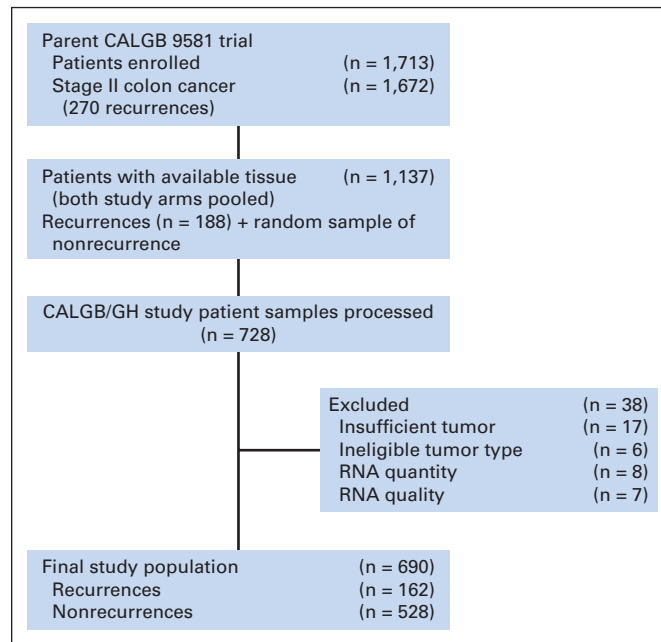 Parent CALGB 9581 trial
Patients enrolled (n = 1,713)
Stage II colon cancer (n = 1,672)
(270 recurrences)
Patients with available tissue (n = 1,137)
(both study arms pooled)
Recurrences (n = 188) + random sample of
nonrecurrence
CALGB/GH study patient samples processed
(n = 728)
Excluded (n = 38)
Insufficient tumor (n = 17)
Ineligible tumor type (n = 6)
RNA quantity (n = 8)
RNA quality (n = 7)
Final study population (n = 690)
Recurrences (n = 162)
Nonrecurrences (n = 528)